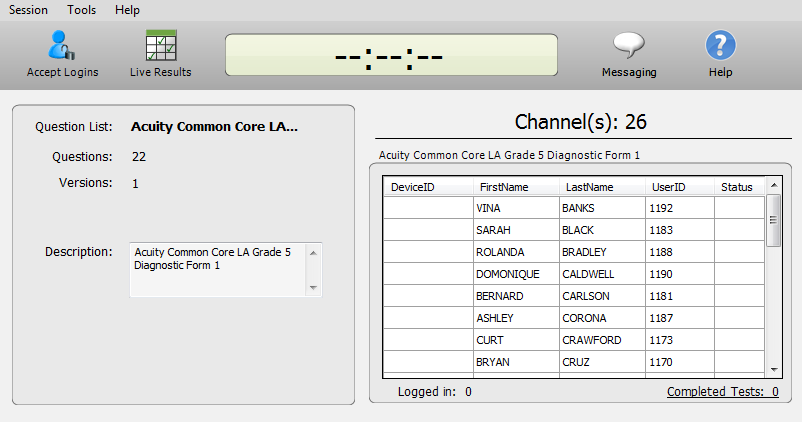 Session Tools Help
Accept Logins Live Results --:--:-- Messaging Help
Question List: Acuity Common Core LA...
Questions: 22
Versions: 1
Description: Acuity Common Core LA Grade 5
Diagnostic Form 1
Channel(s): 26
Acuity Common Core LA Grade 5 Diagnostic Form 1
DeviceID FirstName LastName UserID Status
VINA BANKS 1192
SARAH BLACK 1183
ROLANDA BRADLEY 1188
DOMONIQUE CALDWELL 1190
BERNARD CARLSON 1181
ASHLEY CORONA 1187
CURT CRAWFORD 1173
BRYAN CRUZ 1170
Logged in: 0 Completed Tests: 0